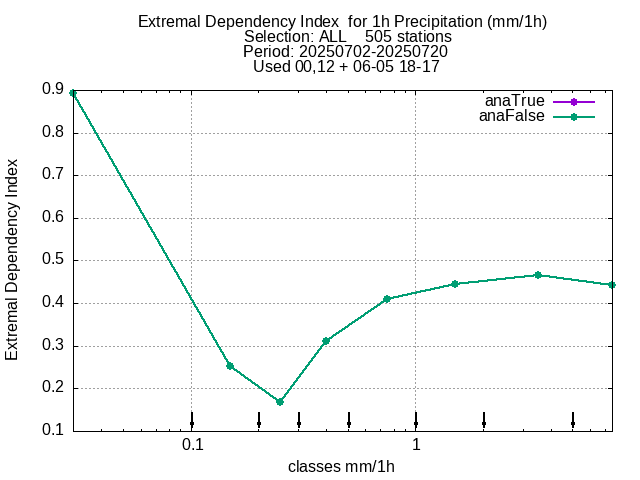 Extremal Dependency Index  for 1h Precipitation (mm/1h)
Selection: ALL    505 stations
Period: 20250702-20250720
Used 00,12 + 06-05 18-17
anaTrue
anaFalse
0.9
0.8
0.7
0.6
0.5
0.4
0.3
0.2
0.1
Extremal Dependency Index
0.1
1
classes mm/1h